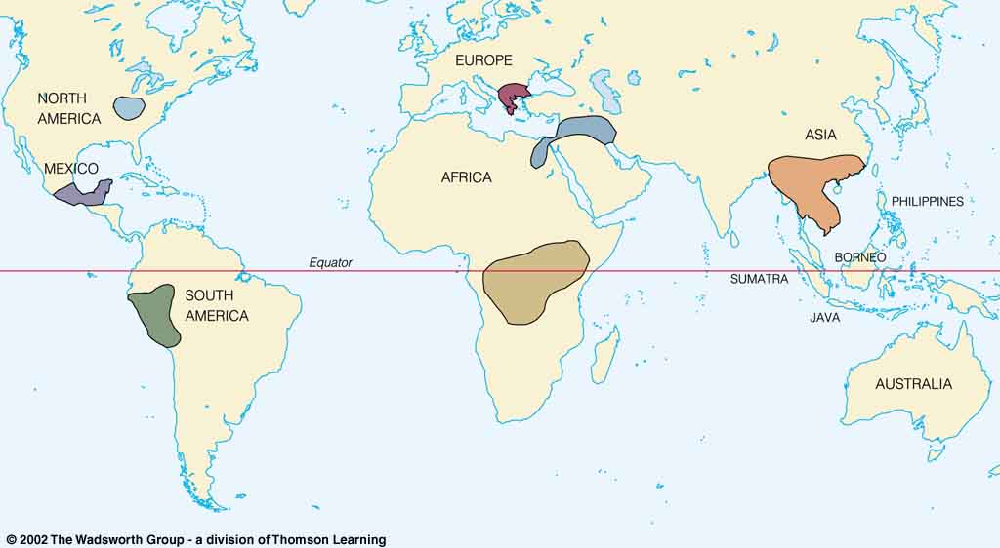 EUROPE
NORTH
AMERICA
ASIA
MEXICO
AFRICA
PHILIPPINES
BORNEO
Equator
SUMATRA
SOUTH
AMERICA
JAVA
AUSTRALIA
© 2002 The Wadsworth Group - a division of Thomson Learning